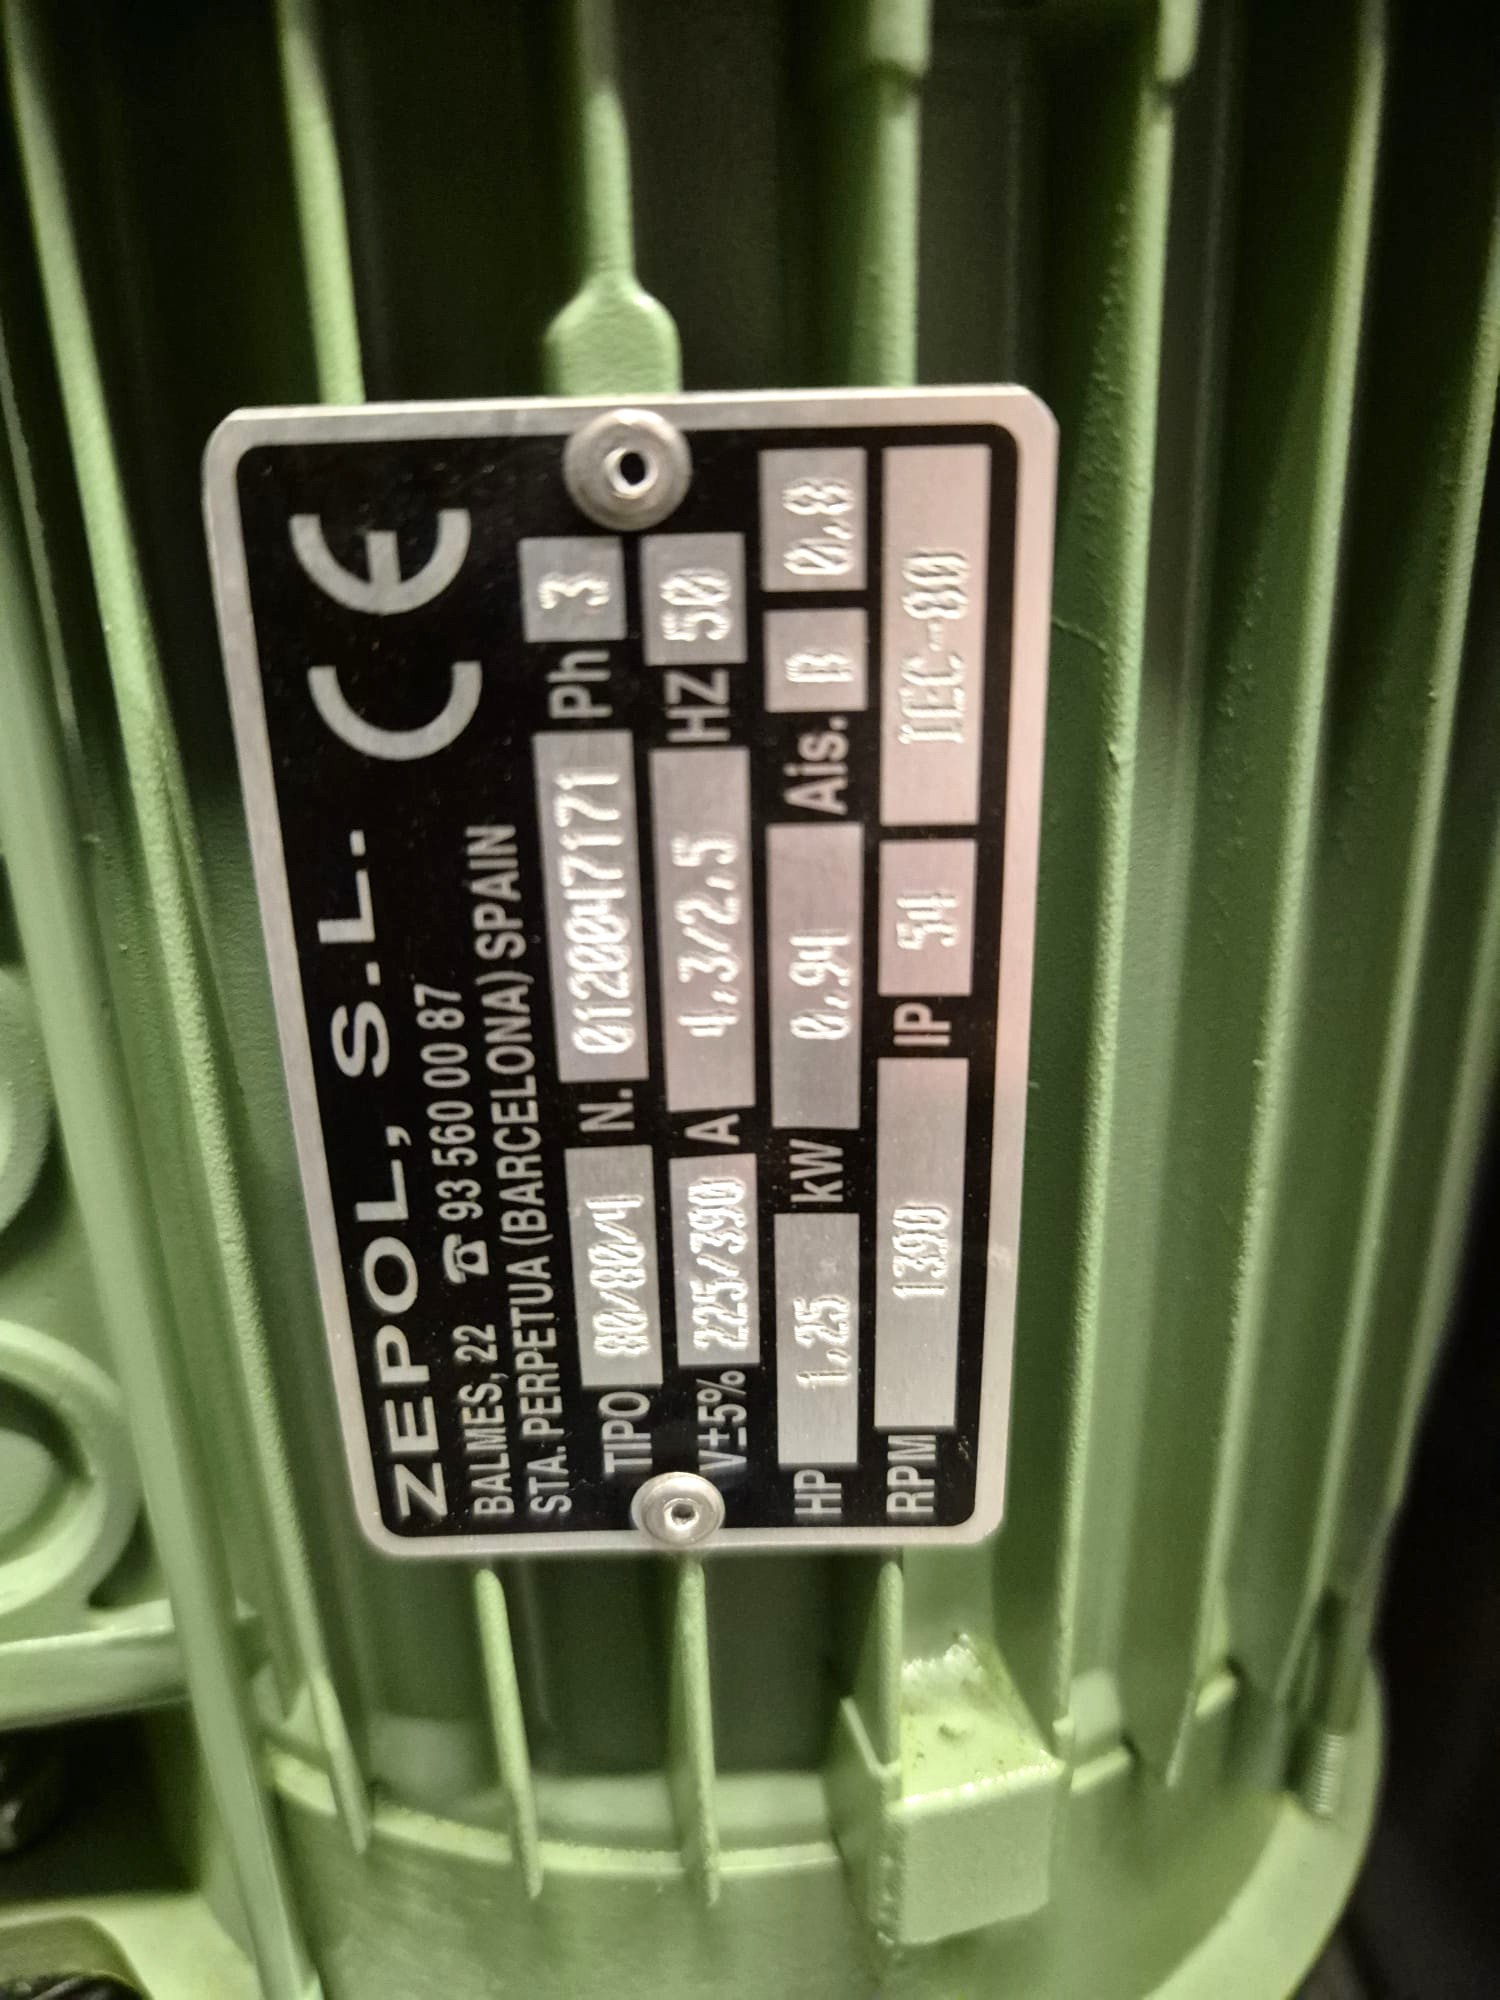 ZEPOL, S.L. CE
BALMES, 22 ☎ 93 560 00 87
STA. PERPETUA (BARCELONA) SPAIN
TIPO 80/80/4 N. 0120047171 Ph 3
V±5% 225/390 A 4,3/2,5 HZ 50
HP 1,25 kW 0,94 Ais. B 0,8
RPM 1390 IP 54 IEC-80